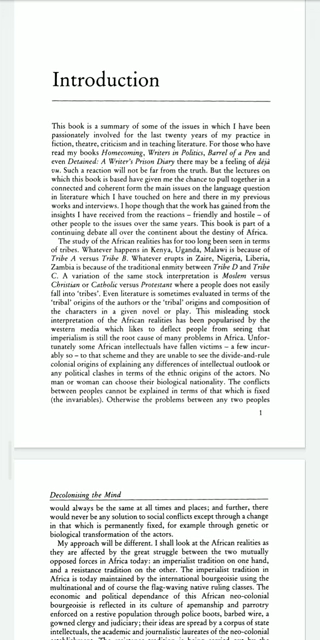 Introduction
This book is a summary of some of the issues in which I have been
passionately involved for the last twenty years of my practice in
fiction, theatre, criticism and in teaching literature. For those who have
read my books Homecoming, Writers in Politics, Barrel of a Pen and
even Detained: A Writer's Prison Diary there may be a feeling of déjà
vu. Such a reaction will not be far from the truth. But the lectures on
which this book is based have given me the chance to pull together in a
connected and coherent form the main issues on the language question
in literature which I have touched on here and there in my previous
works and interviews. I hope though that the work has gained from the
insights I have received from the reactions – friendly and hostile – of
other people to the issues over the same years. This book is part of a
continuing debate all over the continent about the destiny of Africa.
The study of the African realities has for too long been seen in terms
of tribes. Whatever happens in Kenya, Uganda, Malawi is because of
Tribe A versus Tribe B. Whatever erupts in Zaire, Nigeria, Liberia,
Zambia is because of the traditional enmity between Tribe D and Tribe
C. A variation of the same stock interpretation is Moslem versus
Christian or Catholic versus Protestant where a people does not easily
fall into 'tribes'. Even literature is sometimes evaluated in terms of the
'tribal' origins of the authors or the 'tribal' origins and composition of
the characters in a given novel or play. This misleading stock
interpretation of the African realities has been popularised by the
western media which likes to deflect people from seeing that
imperialism is still the root cause of many problems in Africa. Unfor-
tunately some African intellectuals have fallen victims – a few incur-
ably so – to that scheme and they are unable to see the divide-and-rule
colonial origins of explaining any differences of intellectual outlook or
any political clashes in terms of the ethnic origins of the actors. No
man or woman can choose their biological nationality. The conflicts
between peoples cannot be explained in terms of that which is fixed
(the invariables). Otherwise the problems between any two peoples
1
Decolonising the Mind
would always be the same at all times and places; and further, there
would never be any solution to social conflicts except through a change
in that which is permanently fixed, for example through genetic or
biological transformation of the actors.
My approach will be different. I shall look at the African realities as
they are affected by the great struggle between the two mutually
opposed forces in Africa today: an imperialist tradition on one hand,
and a resistance tradition on the other. The imperialist tradition in
Africa is today maintained by the international bourgeoisie using the
multinational and of course the flag-waving native ruling classes. The
economic and political dependence of this African neo-colonial
bourgeoisie is reflected in its culture of apemanship and parrotry
enforced on a restive population through police boots, barbed wire, a
gowned clergy and judiciary; their ideas are spread by a corpus of state
intellectuals, the academic and journalistic laureates of the neo-colonial